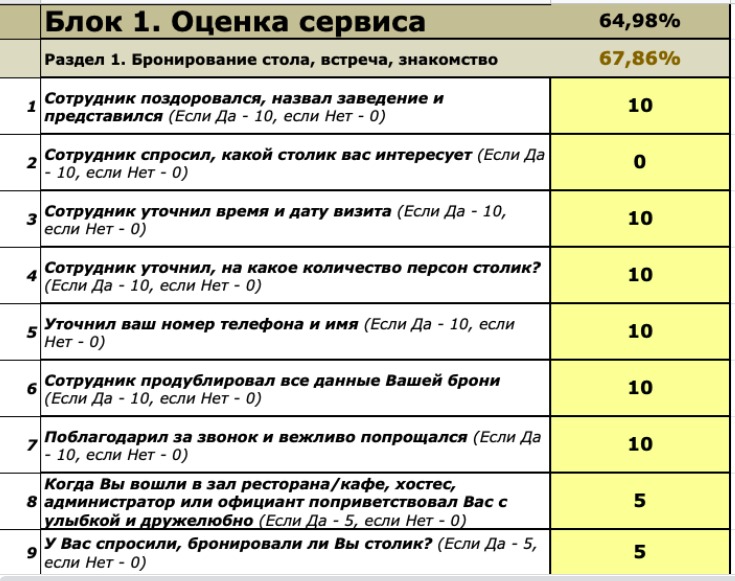 Блок 1. Оценка сервиса 64,98%
Раздел 1. Бронирование стола, встреча, знакомство 67,86%
1 Сотрудник поздоровался, назвал заведение и
представился (Если Да - 10, если Нет - 0) 10
2 Сотрудник спросил, какой столик вас интересует (Если Да
- 10, если Нет - 0) 0
3 Сотрудник уточнил время и дату визита (Если Да - 10,
если Нет - 0) 10
4 Сотрудник уточнил, на какое количество персон столик?
(Если Да - 10, если Нет - 0) 10
5 Уточнил ваш номер телефона и имя (Если Да - 10, если
Нет - 0) 10
6 Сотрудник продублировал все данные Вашей брони
(Если Да - 10, если Нет - 0) 10
7 Поблагодарил за звонок и вежливо попрощался (Если Да
- 10, если Нет - 0) 10
8 Когда Вы вошли в зал ресторана/кафе, хостес,
администратор или официант поприветствовал Вас с
улыбкой и дружелюбно (Если Да - 5, если Нет - 0) 5
9 У Вас спросили, бронировали ли Вы столик? (Если Да - 5,
если Нет - 0) 5